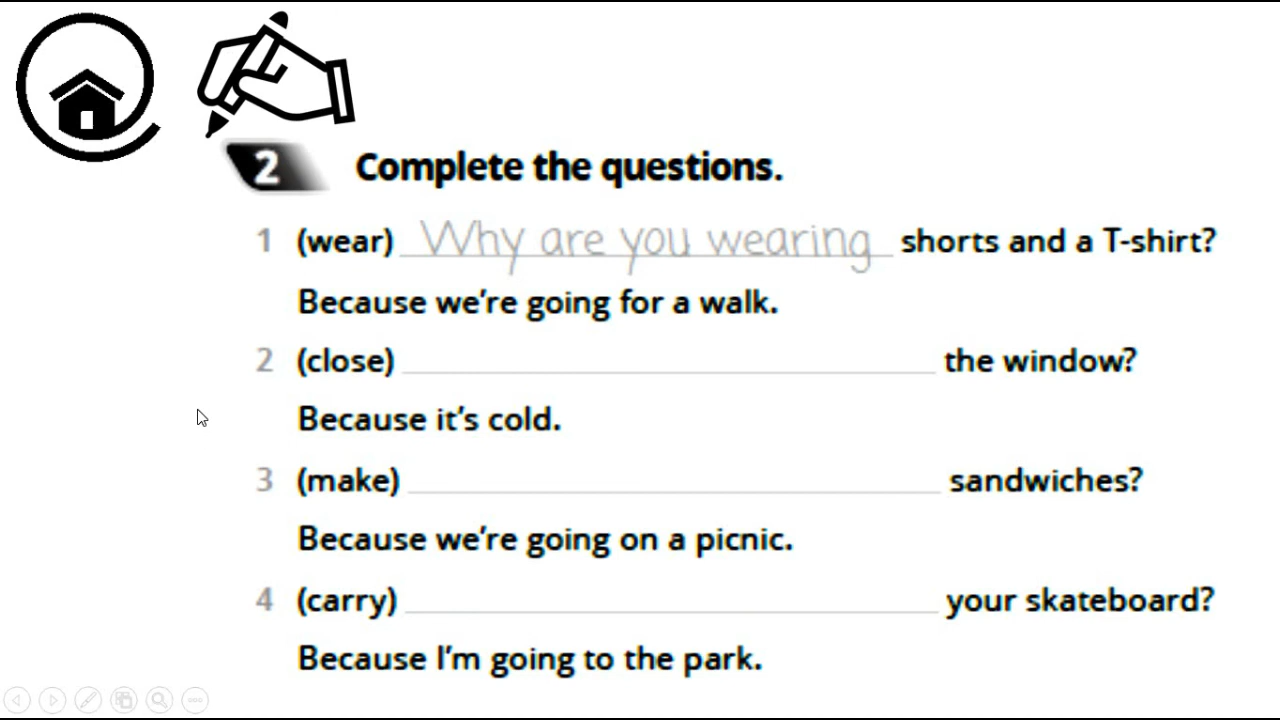 2 Complete the questions.
1 (wear) Why are you wearing shorts and a T-shirt?
Because we're going for a walk.
2 (close) the window?
Because it's cold.
3 (make) sandwiches?
Because we're going on a picnic.
4 (carry) your skateboard?
Because I'm going to the park.